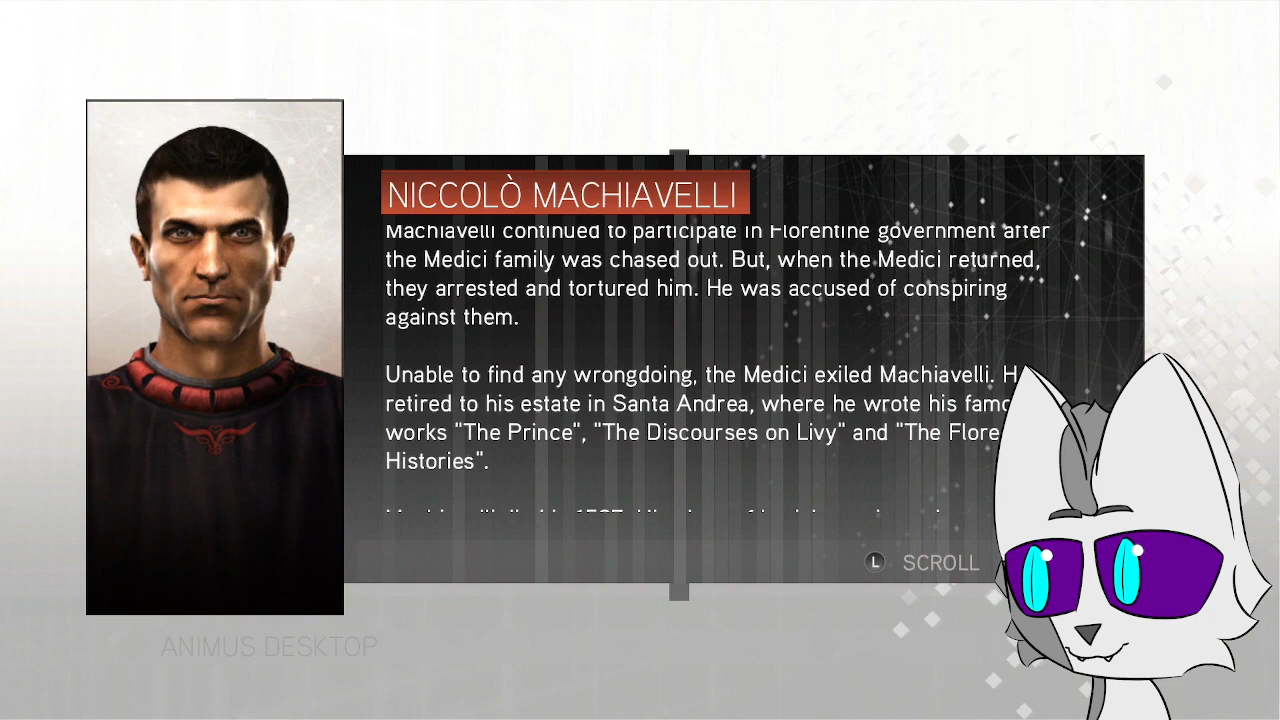 NICCOLÒ MACHIAVELLI
Machiavelli continued to participate in Florentine government after
the Medici family was chased out. But, when the Medici returned,
they arrested and tortured him. He was accused of conspiring
against them.
Unable to find any wrongdoing, the Medici exiled Machiavelli. H
retired to his estate in Santa Andrea, where he wrote his famo
works "The Prince", "The Discourses on Livy" and "The Flore
Histories".
L SCROLL
ANIMUS DESKTOP